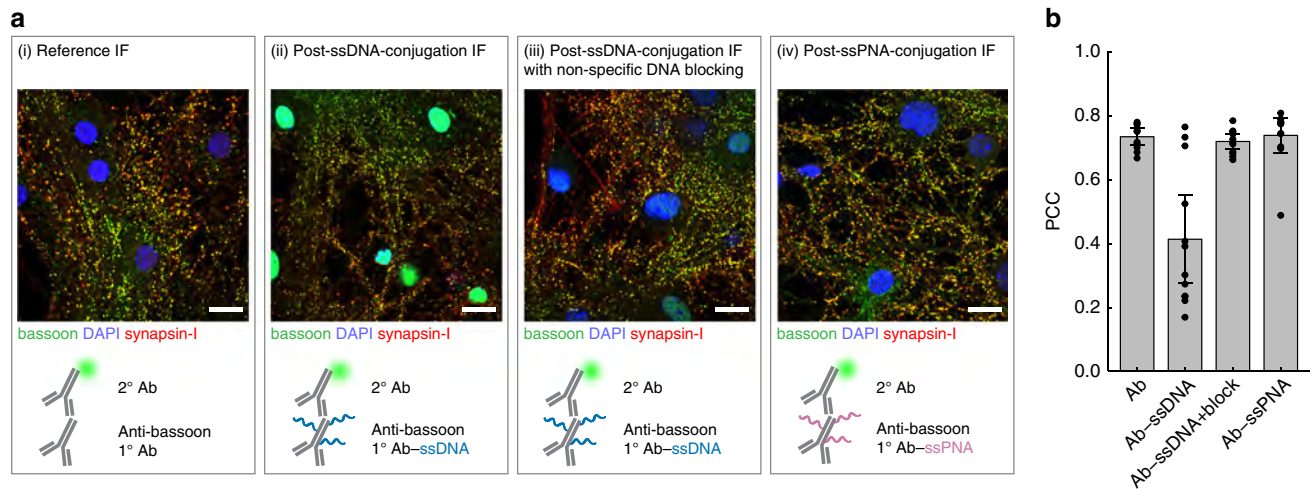 a
(i) Reference IF
bassoon DAPI synapsin-I
2° Ab
Anti-bassoon
1° Ab
(ii) Post-ssDNA-conjugation IF
bassoon DAPI synapsin-I
2° Ab
Anti-bassoon
1° Ab–ssDNA
(iii) Post-ssDNA-conjugation IF
with non-specific DNA blocking
bassoon DAPI synapsin-I
2° Ab
Anti-bassoon
1° Ab–ssDNA
(iv) Post-ssPNA-conjugation IF
bassoon DAPI synapsin-I
2° Ab
Anti-bassoon
1° Ab–ssPNA
b
PCC
1.0
0.8
0.6
0.4
0.2
0.0
Ab
Ab–ssDNA
Ab–ssDNA+block
Ab–ssPNA